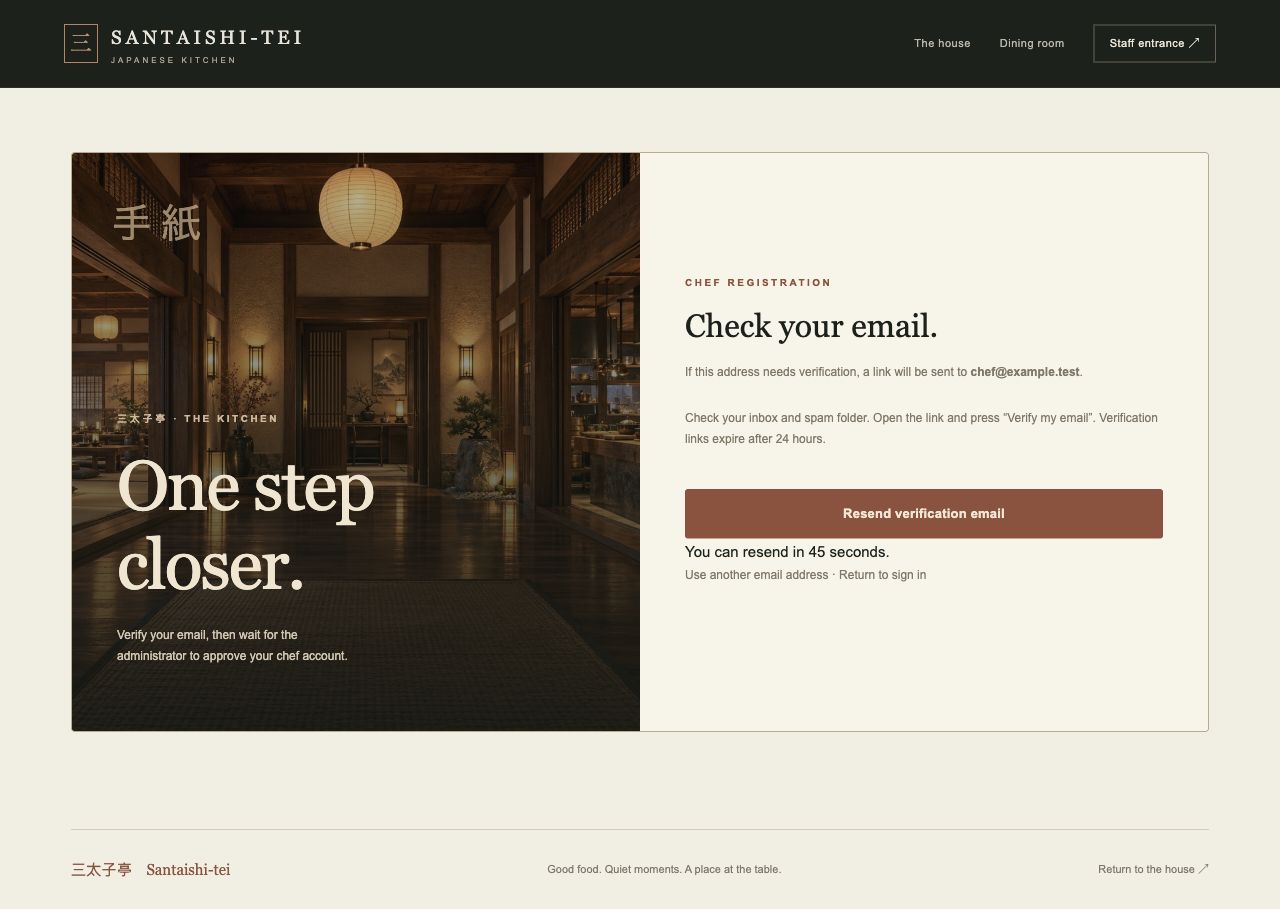 三
SANTAISHI-TEI
JAPANESE KITCHEN
The house
Dining room
Staff entrance ↗
手紙
三太子亭 · THE KITCHEN
One step
closer.
Verify your email, then wait for the
administrator to approve your chef account.
CHEF REGISTRATION
Check your email.
If this address needs verification, a link will be sent to chef@example.test.
Check your inbox and spam folder. Open the link and press “Verify my email”. Verification
links expire after 24 hours.
Resend verification email
You can resend in 45 seconds.
Use another email address · Return to sign in
三太子亭 Santaishi-tei
Good food. Quiet moments. A place at the table.
Return to the house ↗